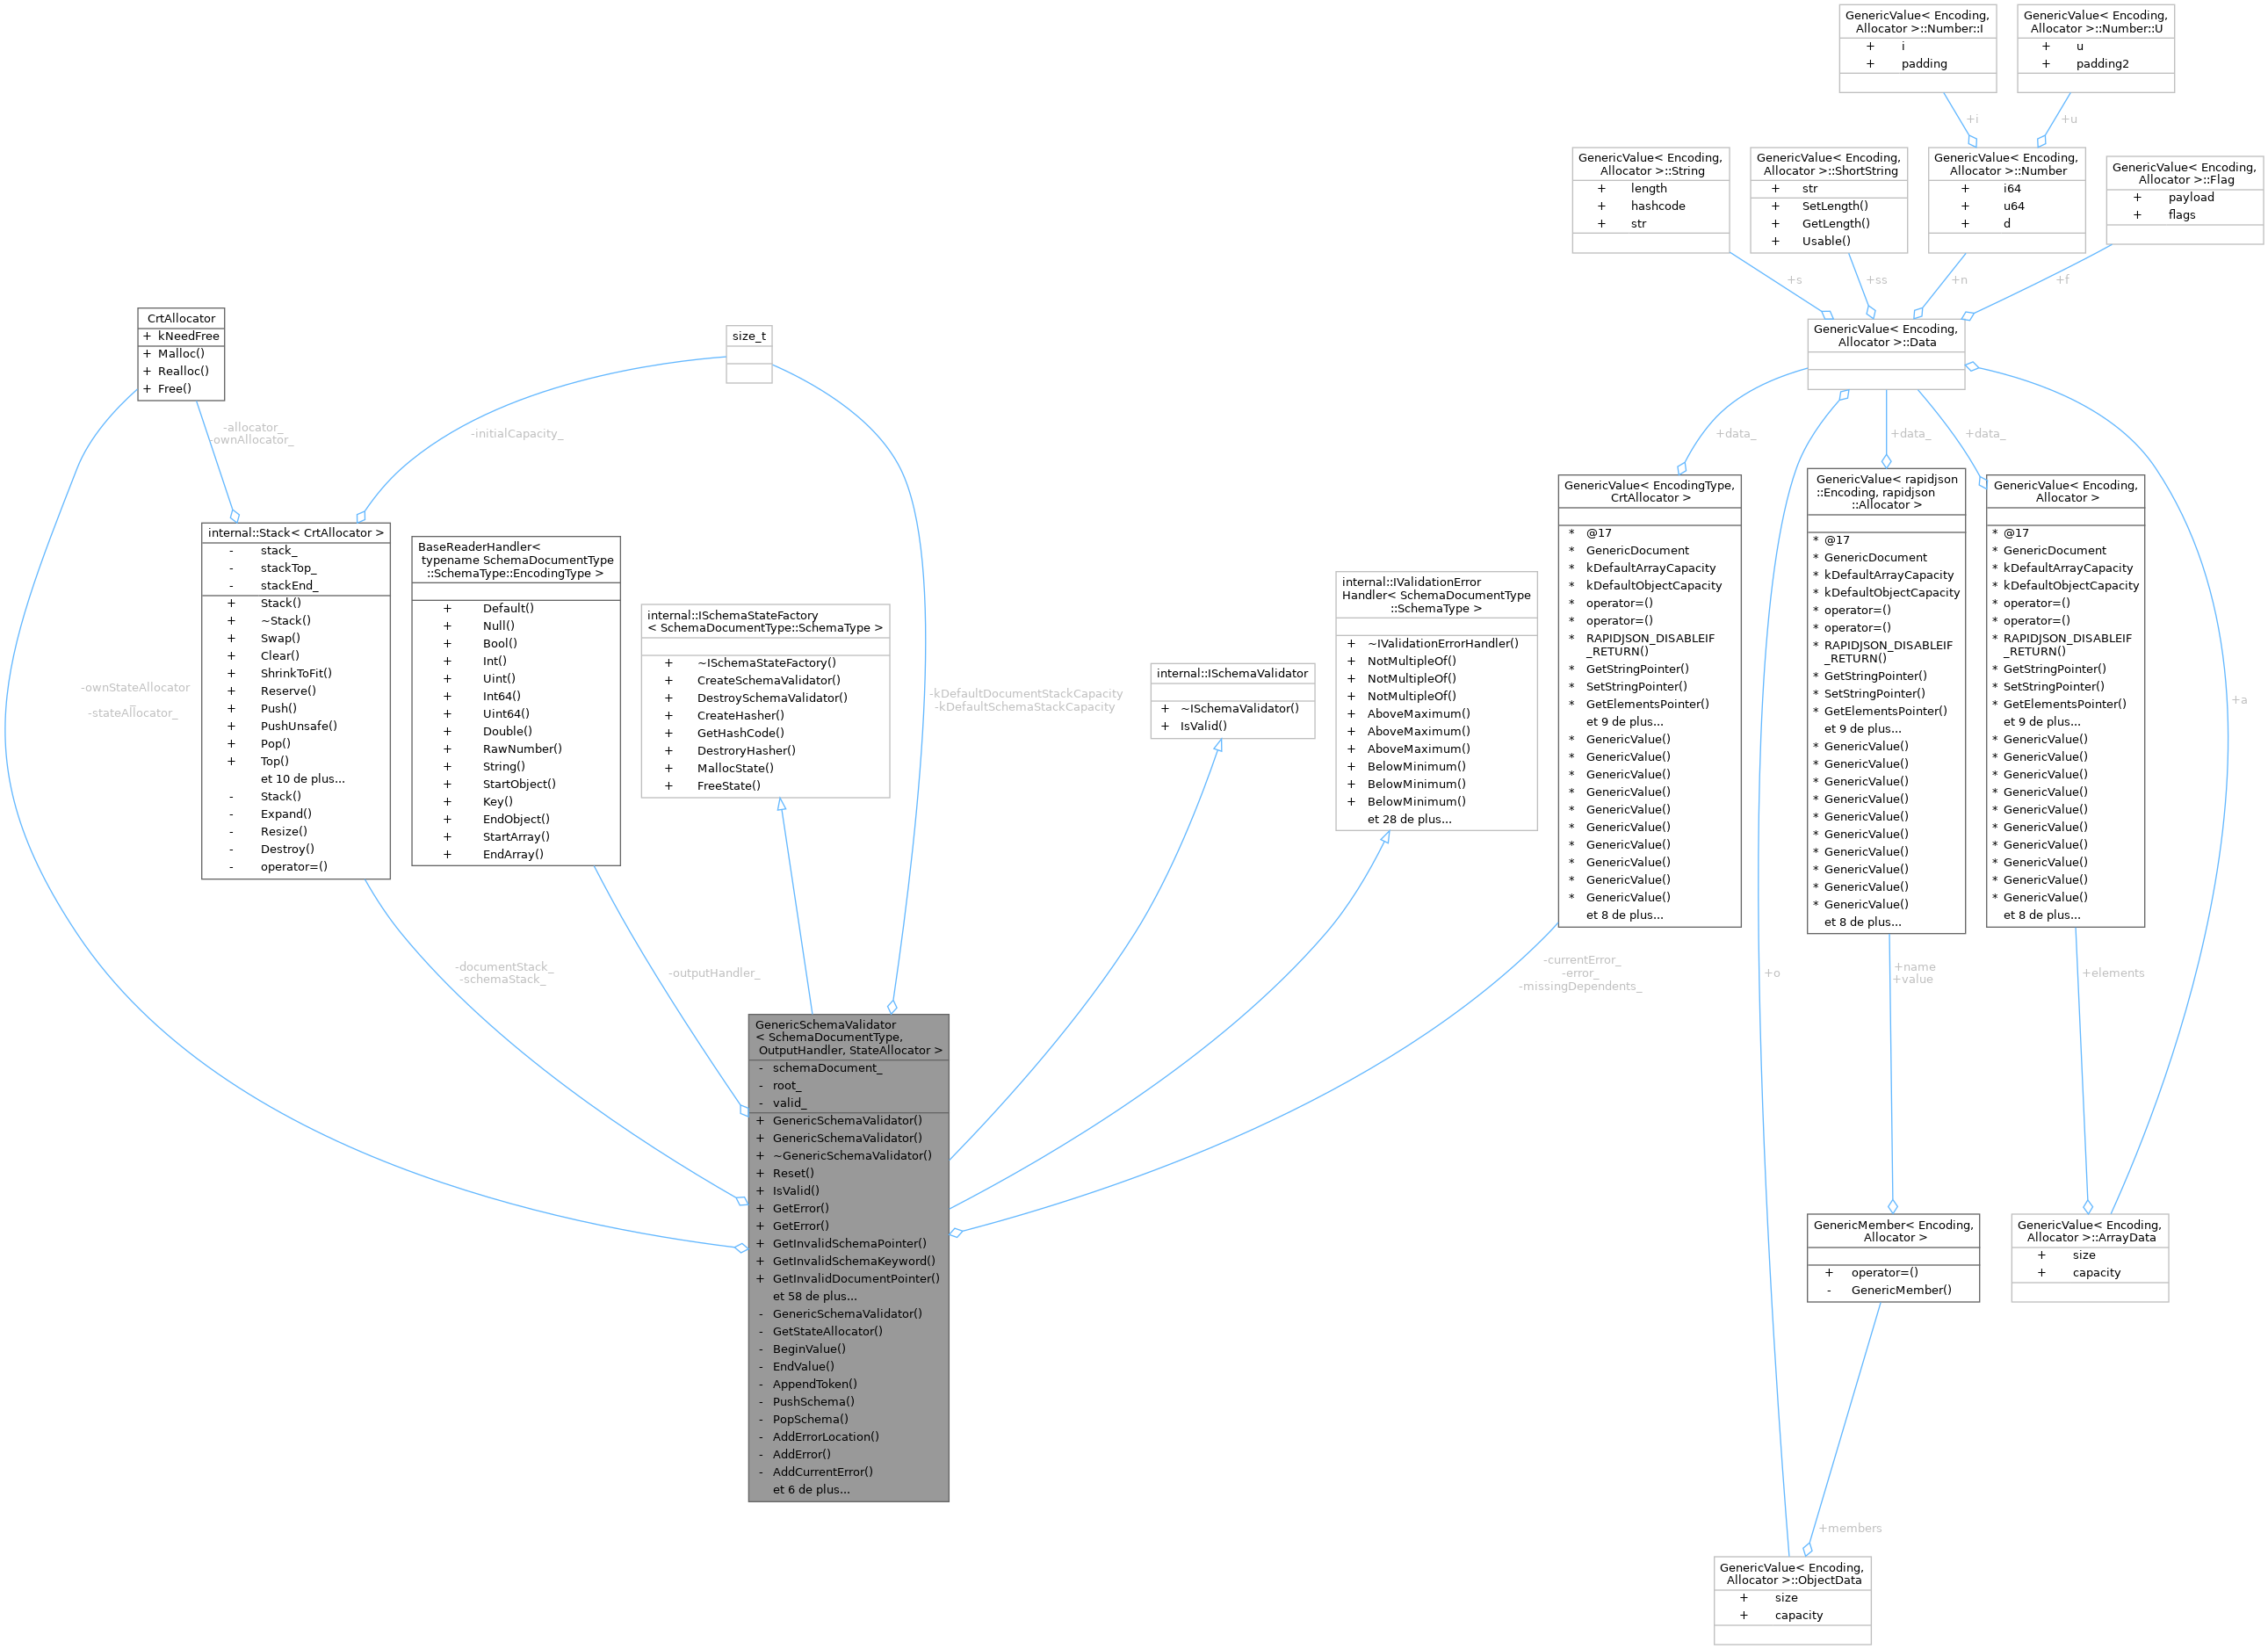 GenericValue< Encoding,
Allocator >::Number::I
+ i
+ padding
GenericValue< Encoding,
Allocator >::Number::U
+ u
+ padding2
+i
+u
GenericValue< Encoding,
Allocator >::String
+ length
+ hashcode
+ str
GenericValue< Encoding,
Allocator >::ShortString
+ str
+ SetLength()
+ GetLength()
+ Usable()
GenericValue< Encoding,
Allocator >::Number
+ i64
+ u64
+ d
GenericValue< Encoding,
Allocator >::Flag
+ payload
+ flags
+s
+ss
+n
+f
CrtAllocator
+ kNeedFree
+ Malloc()
+ Realloc()
+ Free()
size_t
GenericValue< Encoding,
Allocator >::Data
-allocator_
-ownAllocator_
-initialCapacity_
+data_
+data_
+data_
internal::Stack< CrtAllocator >
- stack_
- stackTop_
- stackEnd_
+ Stack()
+ ~Stack()
+ Swap()
+ Clear()
+ ShrinkToFit()
+ Reserve()
+ Push()
+ PushUnsafe()
+ Pop()
+ Top()
et 10 de plus...
- Stack()
- Expand()
- Resize()
- Destroy()
- operator=()
BaseReaderHandler<
typename SchemaDocumentType
::SchemaType::EncodingType >
+ Default()
+ Null()
+ Bool()
+ Int()
+ Uint()
+ Int64()
+ Uint64()
+ Double()
+ RawNumber()
+ String()
+ StartObject()
+ Key()
+ EndObject()
+ StartArray()
+ EndArray()
internal::ISchemaStateFactory
< SchemaDocumentType::SchemaType >
+ ~ISchemaStateFactory()
+ CreateSchemaValidator()
+ DestroySchemaValidator()
+ CreateHasher()
+ GetHashCode()
+ DestroryHasher()
+ MallocState()
+ FreeState()
internal::ISchemaValidator
+ ~ISchemaValidator()
+ IsValid()
internal::IValidationError
Handler< SchemaDocumentType
::SchemaType >
+ ~IValidationErrorHandler()
+ NotMultipleOf()
+ NotMultipleOf()
+ NotMultipleOf()
+ AboveMaximum()
+ AboveMaximum()
+ AboveMaximum()
+ BelowMinimum()
+ BelowMinimum()
+ BelowMinimum()
et 28 de plus...
GenericValue< EncodingType,
CrtAllocator >
* @17
* GenericDocument
* kDefaultArrayCapacity
* kDefaultObjectCapacity
* operator=()
* operator=()
* RAPIDJSON_DISABLEIF
_RETURN()
* GetStringPointer()
* SetStringPointer()
* GetElementsPointer()
et 9 de plus...
* GenericValue()
* GenericValue()
* GenericValue()
* GenericValue()
* GenericValue()
* GenericValue()
* GenericValue()
* GenericValue()
* GenericValue()
* GenericValue()
et 8 de plus...
GenericValue< rapidjson
::Encoding, rapidjson
::Allocator >
* @17
* GenericDocument
* kDefaultArrayCapacity
* kDefaultObjectCapacity
* operator=()
* operator=()
* RAPIDJSON_DISABLEIF
_RETURN()
* GetStringPointer()
* SetStringPointer()
* GetElementsPointer()
et 9 de plus...
* GenericValue()
* GenericValue()
* GenericValue()
* GenericValue()
* GenericValue()
* GenericValue()
* GenericValue()
* GenericValue()
* GenericValue()
* GenericValue()
et 8 de plus...
GenericValue< Encoding,
Allocator >
* @17
* GenericDocument
* kDefaultArrayCapacity
* kDefaultObjectCapacity
* operator=()
* operator=()
* RAPIDJSON_DISABLEIF
_RETURN()
* GetStringPointer()
* SetStringPointer()
* GetElementsPointer()
et 9 de plus...
* GenericValue()
* GenericValue()
* GenericValue()
* GenericValue()
* GenericValue()
* GenericValue()
* GenericValue()
* GenericValue()
* GenericValue()
* GenericValue()
et 8 de plus...
-ownStateAllocator
_
-stateAllocator_
-kDefaultDocumentStackCapacity
-kDefaultSchemaStackCapacity
+a
-documentStack_
-schemaStack_
-outputHandler_
-currentError_
-error_
-missingDependents_
+o
+name
+value
+elements
GenericSchemaValidator
< SchemaDocumentType,
OutputHandler, StateAllocator >
- schemaDocument_
- root_
- valid_
+ GenericSchemaValidator()
+ GenericSchemaValidator()
+ ~GenericSchemaValidator()
+ Reset()
+ IsValid()
+ GetError()
+ GetError()
+ GetInvalidSchemaPointer()
+ GetInvalidSchemaKeyword()
+ GetInvalidDocumentPointer()
et 58 de plus...
- GenericSchemaValidator()
- GetStateAllocator()
- BeginValue()
- EndValue()
- AppendToken()
- PushSchema()
- PopSchema()
- AddErrorLocation()
- AddError()
- AddCurrentError()
et 6 de plus...
GenericMember< Encoding,
Allocator >
+ operator=()
- GenericMember()
GenericValue< Encoding,
Allocator >::ArrayData
+ size
+ capacity
+members
GenericValue< Encoding,
Allocator >::ObjectData
+ size
+ capacity